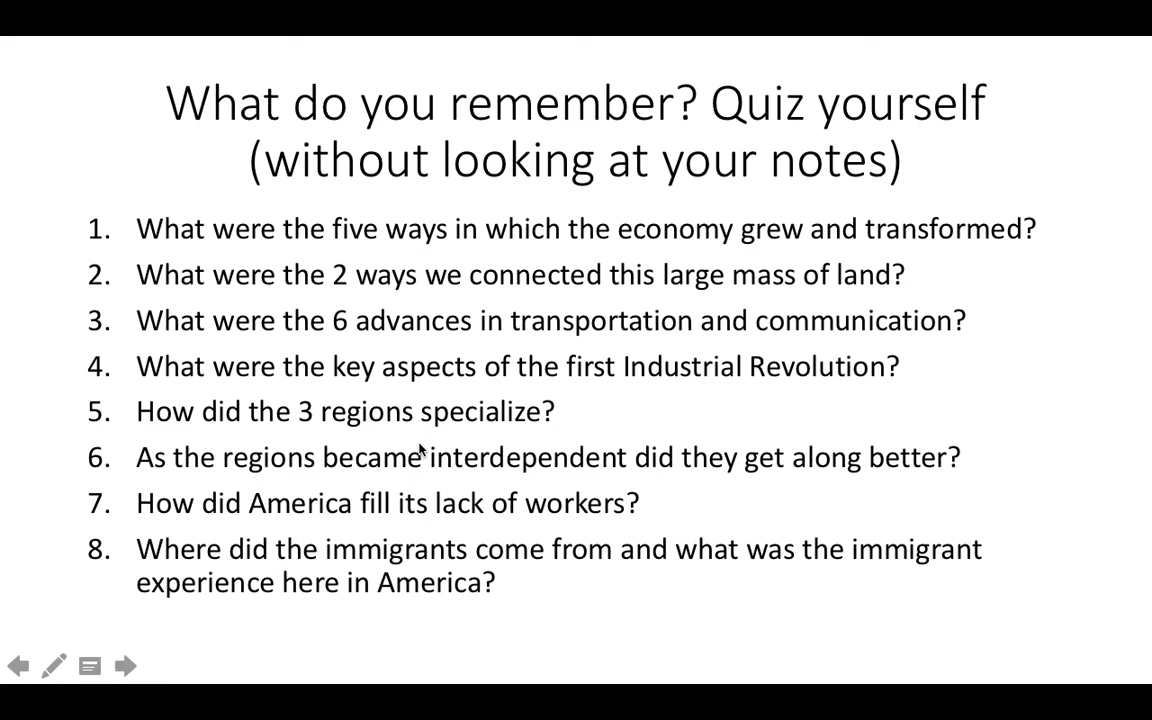 What do you remember? Quiz yourself
(without looking at your notes)
1. What were the five ways in which the economy grew and transformed?
2. What were the 2 ways we connected this large mass of land?
3. What were the 6 advances in transportation and communication?
4. What were the key aspects of the first Industrial Revolution?
5. How did the 3 regions specialize?
6. As the regions became interdependent did they get along better?
7. How did America fill its lack of workers?
8. Where did the immigrants come from and what was the immigrant
experience here in America?